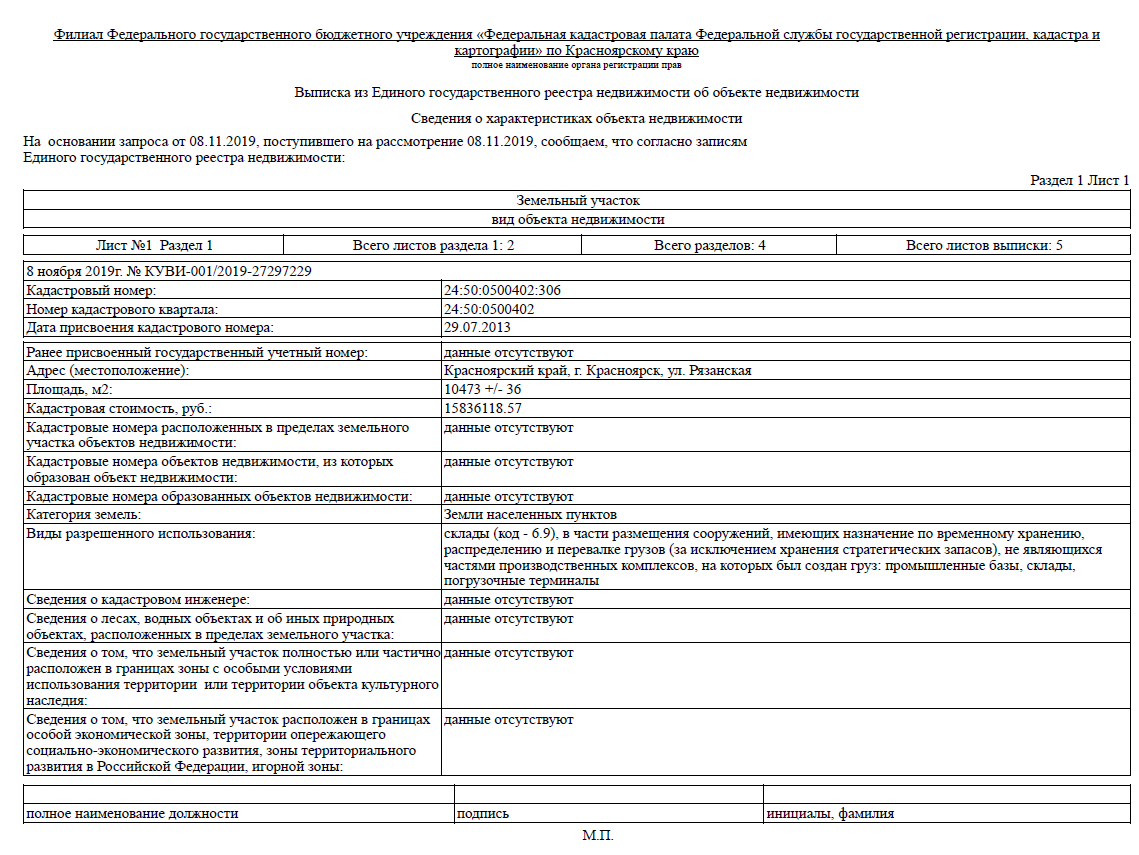 Филиал Федерального государственного бюджетного учреждения «Федеральная кадастровая палата Федеральной службы государственной регистрации, кадастра и
картографии» по Красноярскому краю
полное наименование органа регистрации прав
Выписка из Единого государственного реестра недвижимости об объекте недвижимости
Сведения о характеристиках объекта недвижимости
На основании запроса от 08.11.2019, поступившего на рассмотрение 08.11.2019, сообщаем, что согласно записям
Единого государственного реестра недвижимости:
Раздел 1 Лист 1
Земельный участок
вид объекта недвижимости
Лист №1 Раздел 1 Всего листов раздела 1: 2 Всего разделов: 4 Всего листов выписки: 5
8 ноября 2019г. № КУВИ-001/2019-27297229
Кадастровый номер: 24:50:0500402:306
Номер кадастрового квартала: 24:50:0500402
Дата присвоения кадастрового номера: 29.07.2013
Ранее присвоенный государственный учетный номер: данные отсутствуют
Адрес (местоположение): Красноярский край, г. Красноярск, ул. Рязанская
Площадь, м2: 10473 +/- 36
Кадастровая стоимость, руб.: 15836118.57
Кадастровые номера расположенных в пределах земельного данные отсутствуют
участка объектов недвижимости:
Кадастровые номера объектов недвижимости, из которых данные отсутствуют
образован объект недвижимости:
Кадастровые номера образованных объектов недвижимости: данные отсутствуют
Категория земель: Земли населенных пунктов
Виды разрешенного использования: склады (код - 6.9), в части размещения сооружений, имеющих назначение по временному хранению,
распределению и перевалке грузов (за исключением хранения стратегических запасов), не являющихся
частями производственных комплексов, на которых был создан груз: промышленные базы, склады,
погрузочные терминалы
Сведения о кадастровом инженере: данные отсутствуют
Сведения о лесах, водных объектах и об иных природных данные отсутствуют
объектах, расположенных в пределах земельного участка:
Сведения о том, что земельный участок полностью или частично данные отсутствуют
расположен в границах зоны с особыми условиями
использования территории или территории объекта культурного
наследия:
Сведения о том, что земельный участок расположен в границах данные отсутствуют
особой экономической зоны, территории опережающего
социально-экономического развития, зоны территориального
развития в Российской Федерации, игорной зоны:
полное наименование должности подпись инициалы, фамилия
М.П.